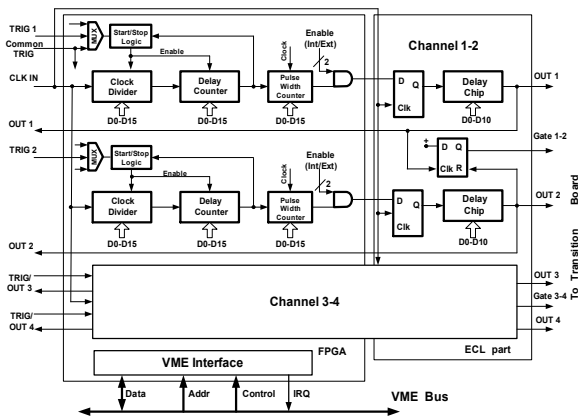 TRIG 1
Common
TRIG
CLK IN
MUX
Start/Stop
Logic
Enable
Clock
Divider
D0-D15
Delay
Counter
D0-D15
Clock
Pulse
Width
Counter
D0-D15
Enable
(Int/Ext)
2
Channel 1-2
D Q
Clk
Delay
Chip
D0-D10
OUT 1
OUT 1
TRIG 2
MUX
Start/Stop
Logic
Enable
Clock
Divider
D0-D15
Delay
Counter
D0-D15
Clock
Pulse
Width
Counter
D0-D15
Enable
(Int/Ext)
2
+
D Q
Clk R
Gate 1-2
D Q
Clk
Delay
Chip
D0-D10
OUT 2
OUT 2
To Transition Board
TRIG/
OUT 3
TRIG/
OUT 4
Channel 3-4
OUT 3
Gate 3-4
OUT 4
FPGA
ECL part
VME Interface
Data
Addr
Control
IRQ
VME Bus